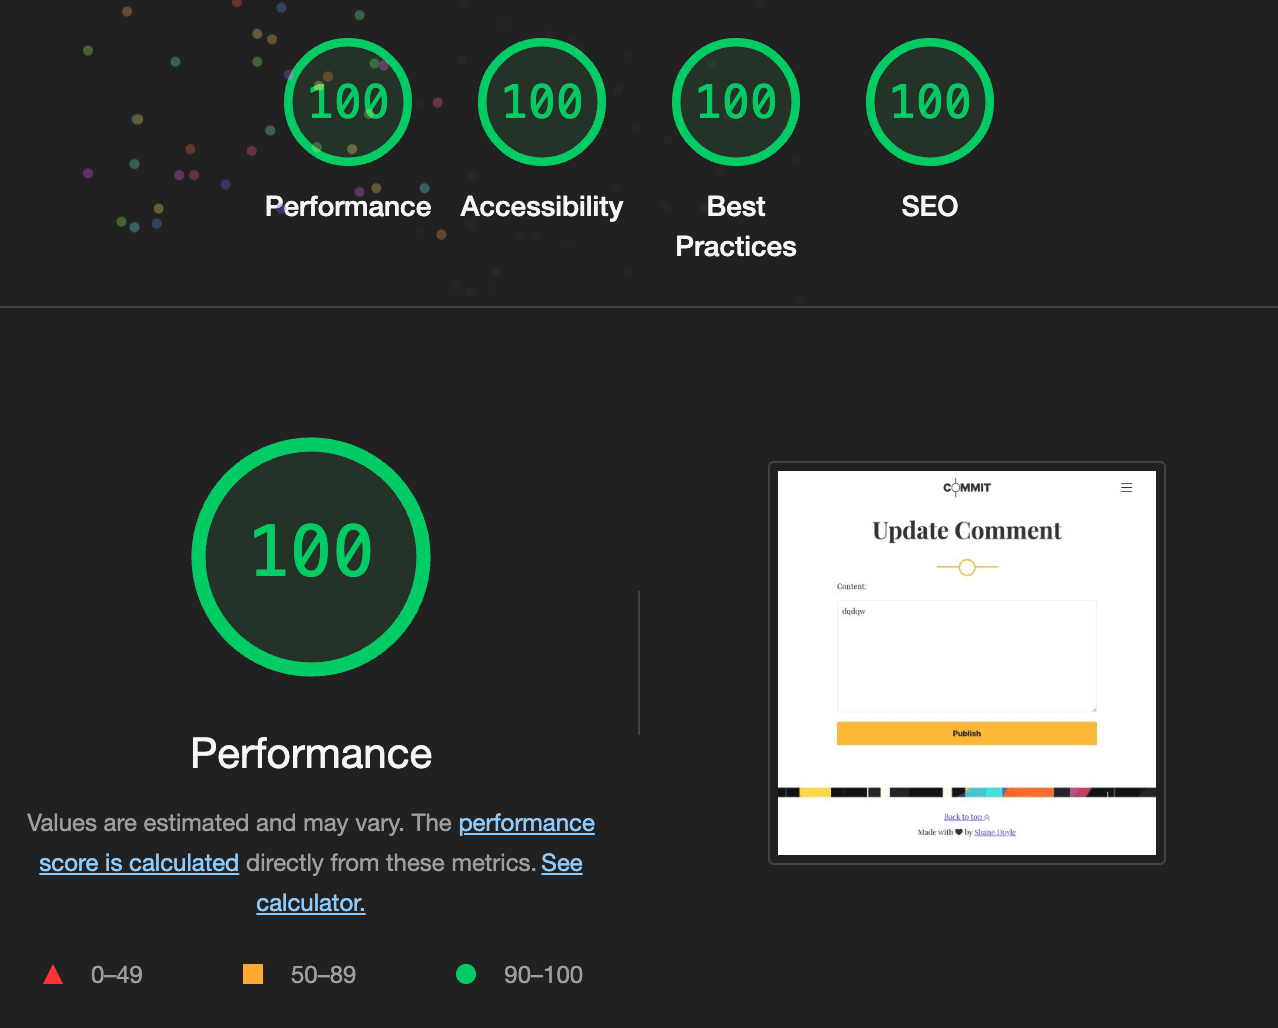 100
100
100
100
Performance
Accessibility
Best
Practices
SEO
100
Performance
Values are estimated and may vary. The performance
score is calculated directly from these metrics. See
calculator.
0–49
50–89
90–100
COMMIT
Update Comment
Content:
dqdqw
Publish
Back to top
Made with by Shane Doyle